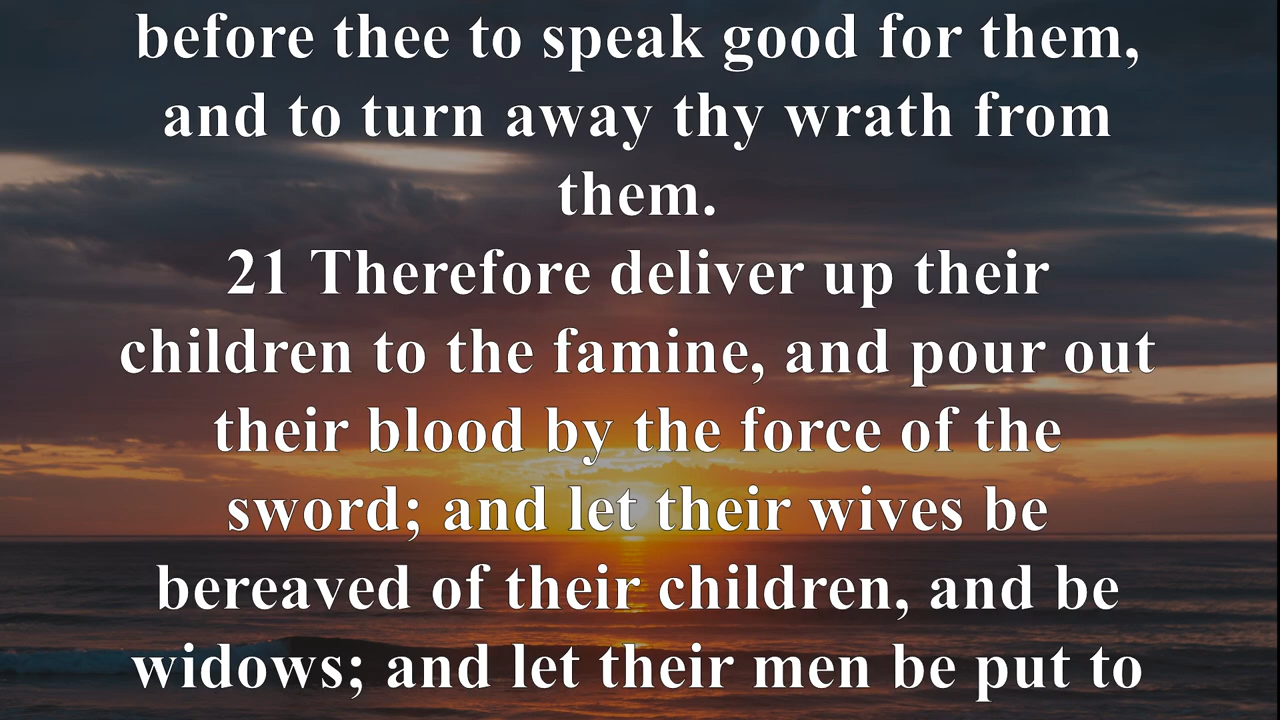 before thee to speak good for them,
and to turn away thy wrath from
them.
21 Therefore deliver up their
children to the famine, and pour out
their blood by the force of the
sword; and let their wives be
bereaved of their children, and be
widows; and let their men be put to